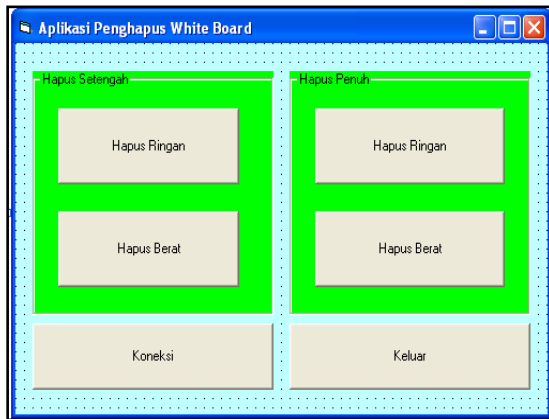 Aplikasi Penghapus White Board
Hapus Setengah
Hapus Ringan
Hapus Berat
Hapus Penuh
Hapus Ringan
Hapus Berat
Koneksi
Keluar